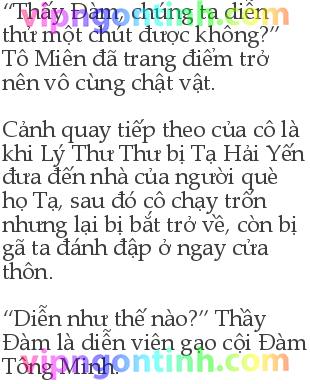 vipngontinh.com
“Thầy Đàm, chúng ta diễn
thử một chút được không?”
Tô Miên đã trang điểm trở
nên vô cùng chật vật.
Cảnh quay tiếp theo của cô là
khi Lý Thư Thư bị Tạ Hải Yến
đưa đến nhà của người què
họ Tạ, sau đó cô chạy trốn
nhưng lại bị bắt trở về, còn bị
gã ta đánh đập ở ngay cửa
thôn.
“Diễn như thế nào?” Thầy
Đàm là diễn viên gạo cội Đàm
Tông Minh.
vipngontinh.com